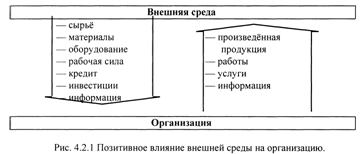 Внешняя среда
— сырьё
— материалы
— оборудование
— рабочая сила
— кредит
— инвестиции
информация
— произведённая
продукция
— работы
— услуги
— информация
Организация
Рис. 4.2.1 Позитивное влияние внешней среды на организацию.